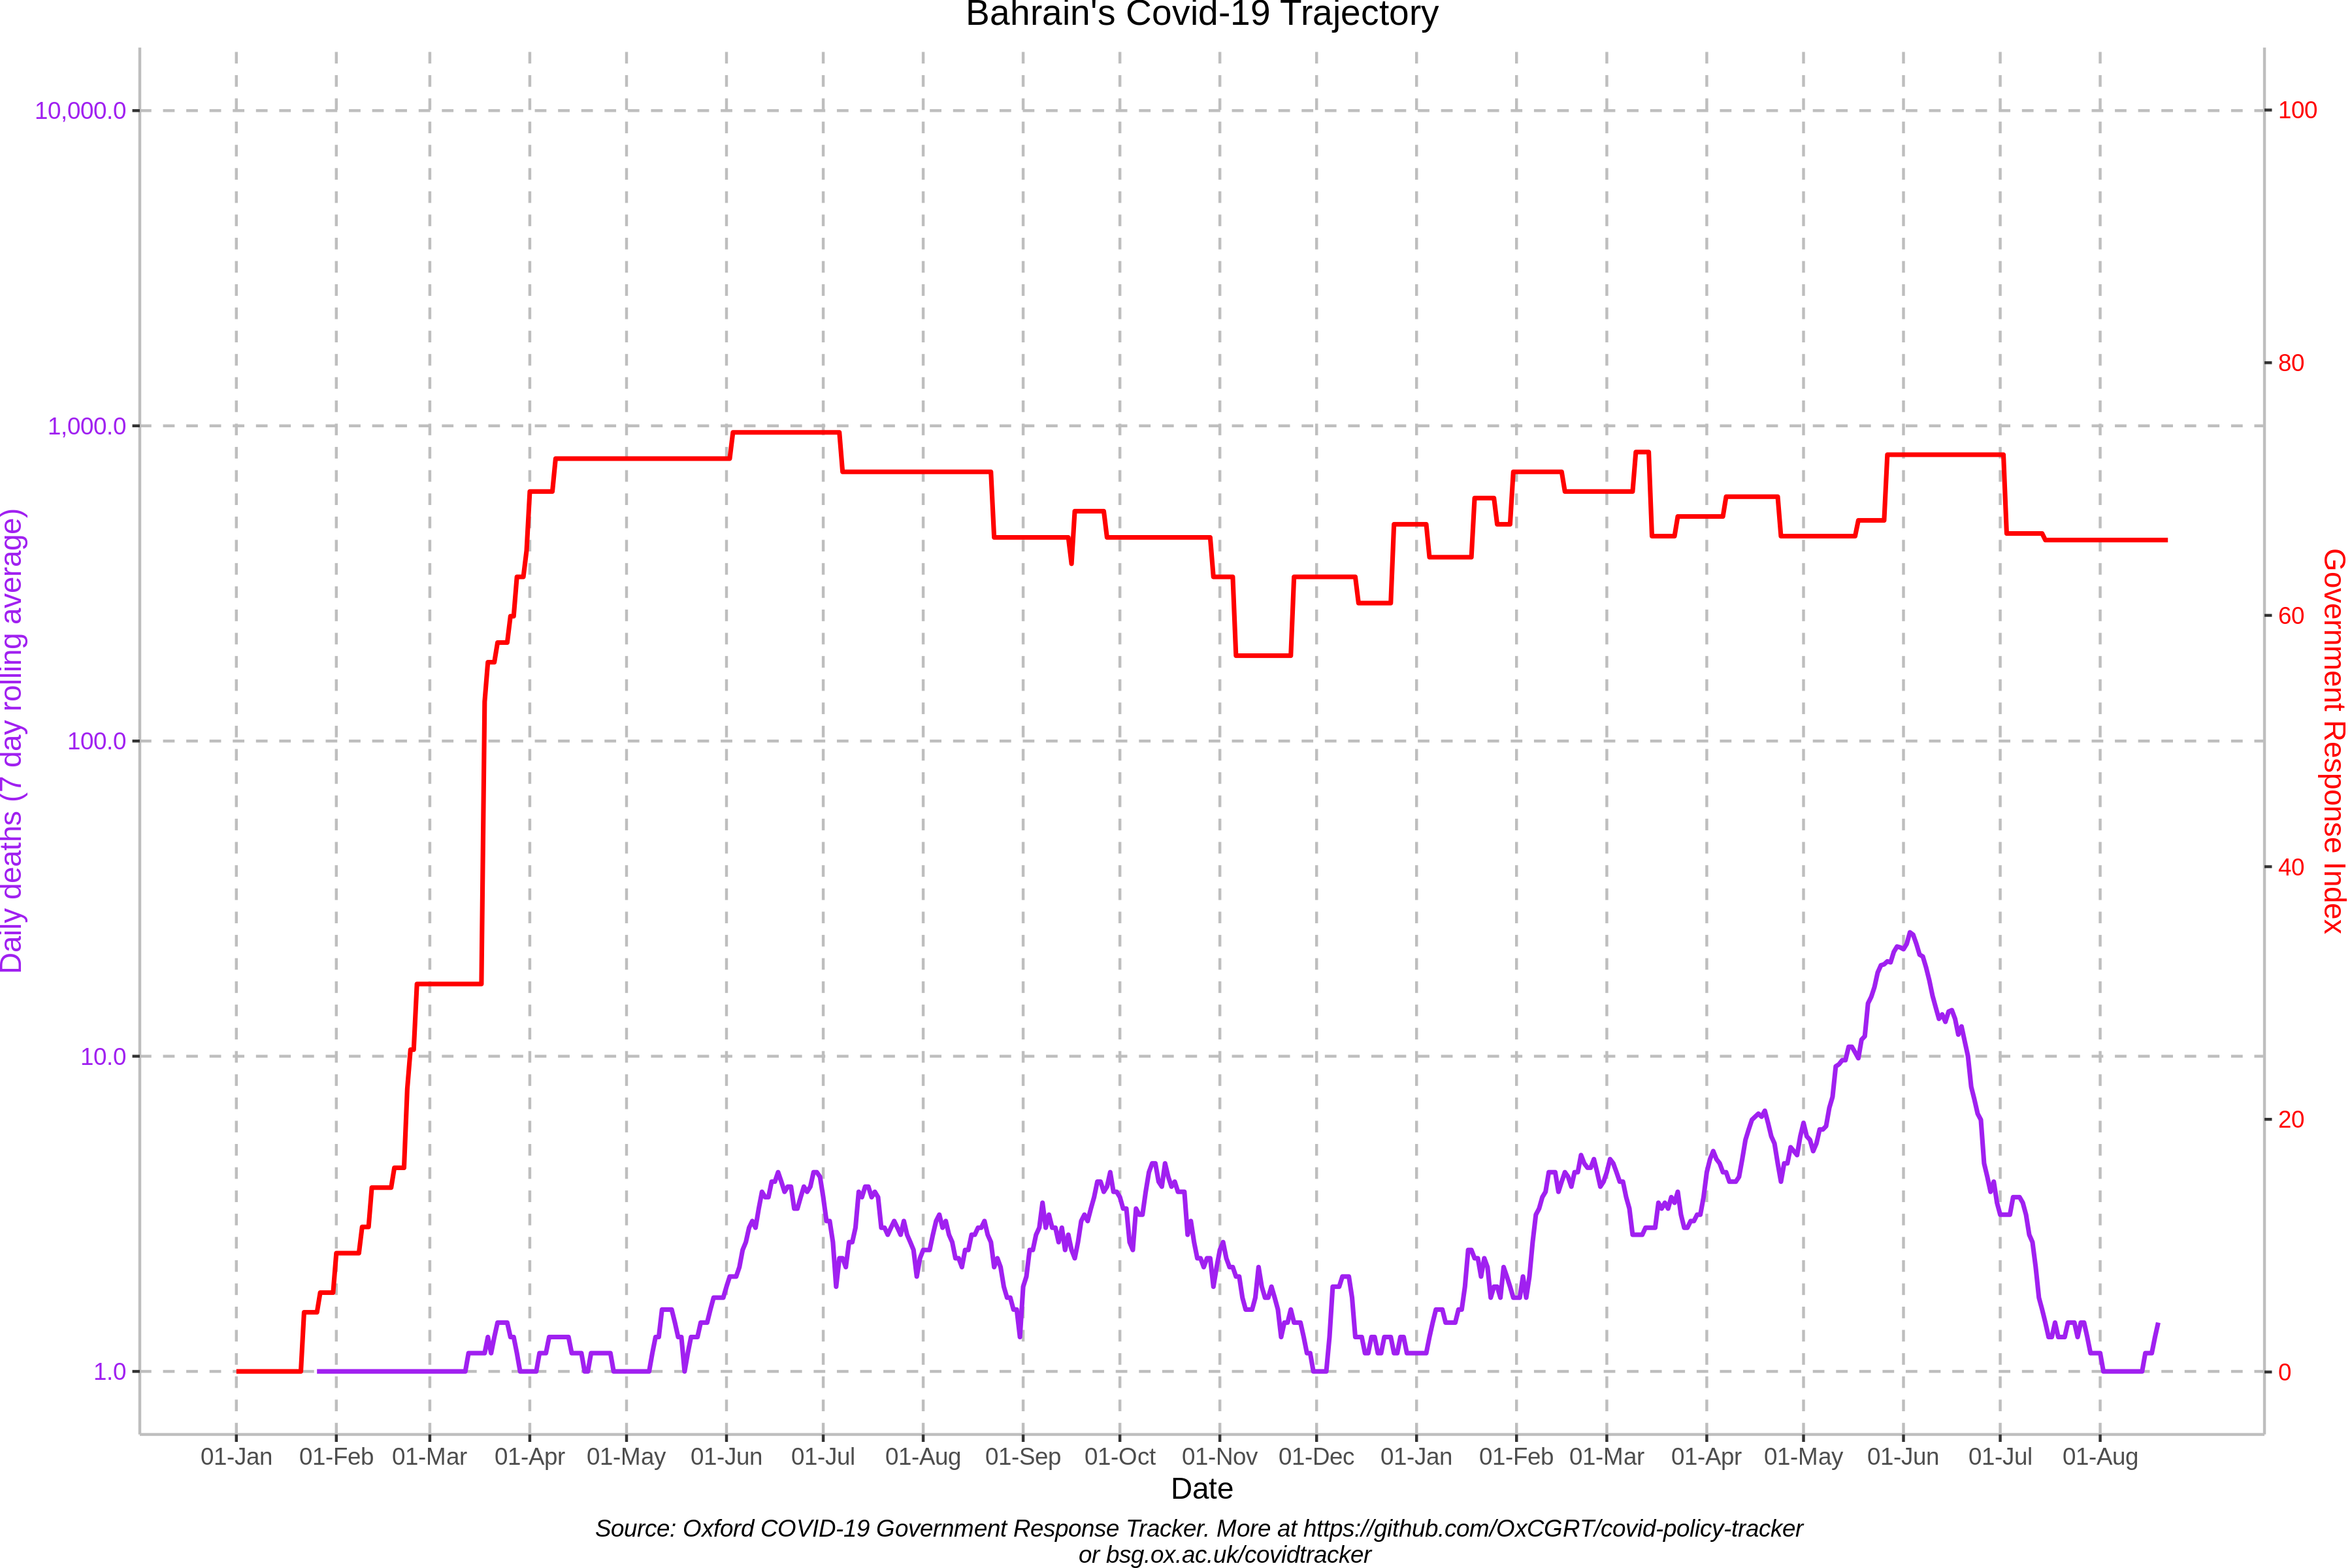 Bahrain's Covid-19 Trajectory
10,000.0
1,000.0
100.0
10.0
1.0
Daily deaths (7 day rolling average)
100
80
60
40
20
0
Government Response Index
01-Jan 01-Feb 01-Mar 01-Apr 01-May 01-Jun 01-Jul 01-Aug 01-Sep 01-Oct 01-Nov 01-Dec 01-Jan 01-Feb 01-Mar 01-Apr 01-May 01-Jun 01-Jul 01-Aug
Date
Source: Oxford COVID-19 Government Response Tracker. More at https://github.com/OxCGRT/covid-policy-tracker
or bsg.ox.ac.uk/covidtracker